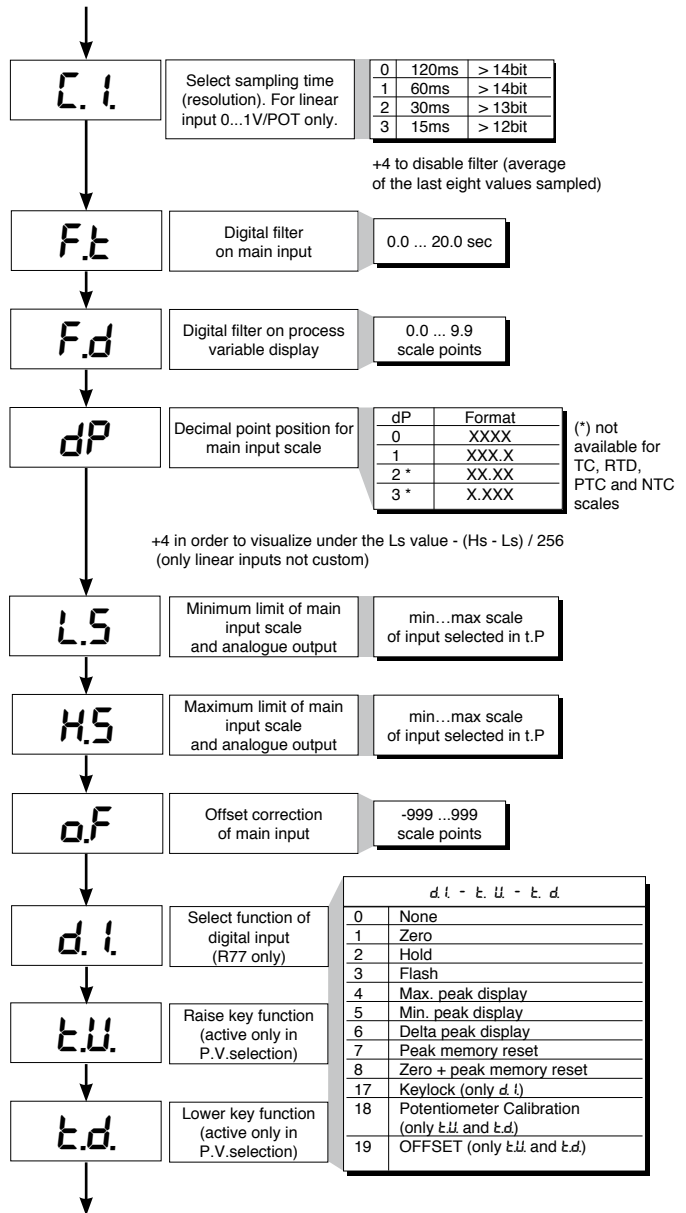 C. I.
Select sampling time
(resolution). For linear
input 0...1V/POT only.
0 120ms > 14bit
1 60ms > 14bit
2 30ms > 13bit
3 15ms > 12bit
+4 to disable filter (average
of the last eight values sampled)
F.t
Digital filter
on main input
0.0 ... 20.0 sec
F.d
Digital filter on process
variable display
0.0 ... 9.9
scale points
dP
Decimal point position for
main input scale
dP Format
0 XXXX
1 XXX.X
2 * XX.XX
3 * X.XXX
(*) not
available for
TC, RTD,
PTC and NTC
scales
+4 in order to visualize under the Ls value - (Hs - Ls) / 256
(only linear inputs not custom)
L.S
Minimum limit of main
input scale
and analogue output
min…max scale
of input selected in t.P
H.S
Maximum limit of main
input scale
and analogue output
min…max scale
of input selected in t.P
o.F
Offset correction
of main input
-999 ...999
scale points
d. I.
Select function of
digital input
(R77 only)
t.U.
Raise key function
(active only in
P.V.selection)
t.d.
Lower key function
(active only in
P.V.selection)
d. I. - t. U. - t. d.
0 None
1 Zero
2 Hold
3 Flash
4 Max. peak display
5 Min. peak display
6 Delta peak display
7 Peak memory reset
8 Zero + peak memory reset
17 Keylock (only d. I.)
18 Potentiometer Calibration
(only t.U. and t.d.)
19 OFFSET (only t.U. and t.d.)